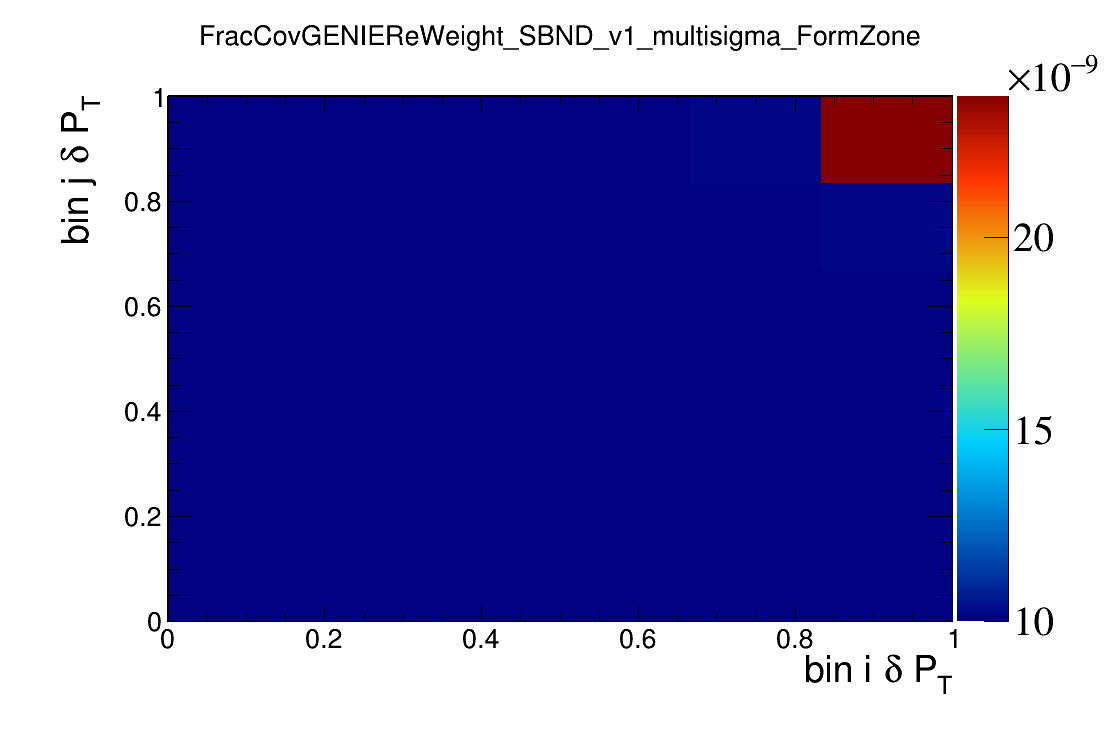 FracCovGENIEReWeight_SBND_v1_multisigma_FormZone
×10⁻⁹
bin j δ P_T
1
0.8
0.6
0.4
0.2
0
0 0.2 0.4 0.6 0.8 1
bin i δ P_T
20
15
10